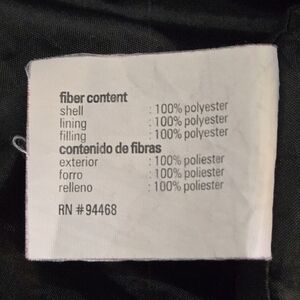 fiber content
shell : 100% polyester
lining : 100% polyester
filling : 100% polyester
contenido de fibras
exterior : 100% poliester
forro : 100% poliester
relleno : 100% poliester
RN #94468